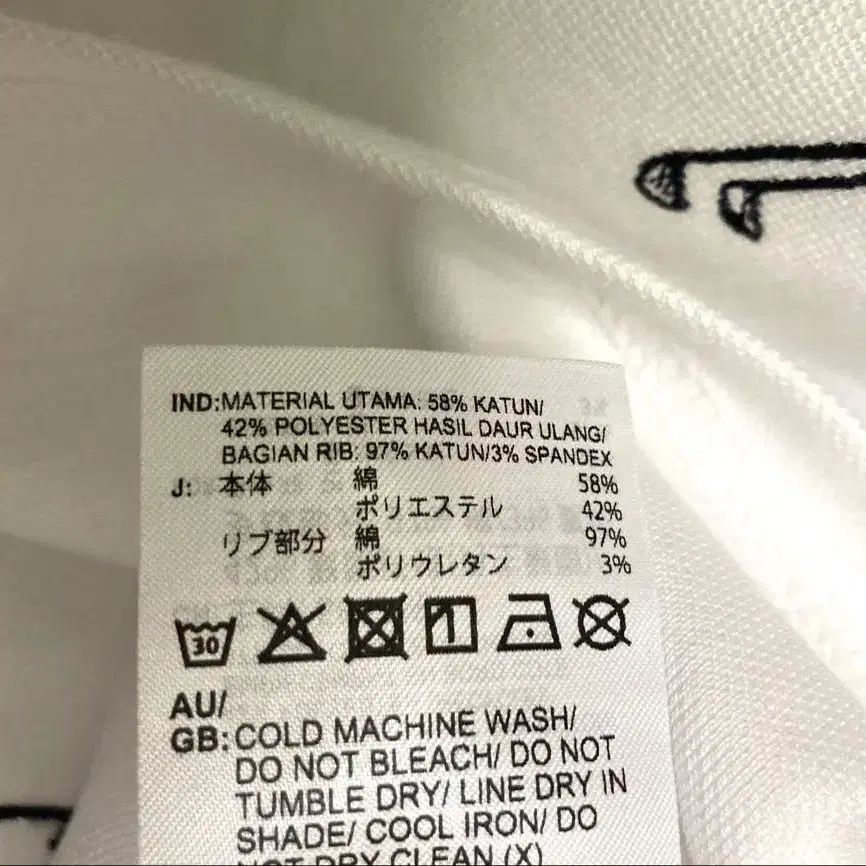 IND:MATERIAL UTAMA: 58% KATUN/
42% POLYESTER HASIL DAUR ULANG/
BAGIAN RIB: 97% KATUN/3% SPANDEX
J: 本体 綿 58%
ポリエステル 42%
リブ部分 綿 97%
ポリウレタン 3%
30
AU/
GB:COLD MACHINE WASH/
DO NOT BLEACH/ DO NOT
TUMBLE DRY/ LINE DRY IN
SHADE/ COOL IRON/ DO
NOT DRY CLEAN (X)